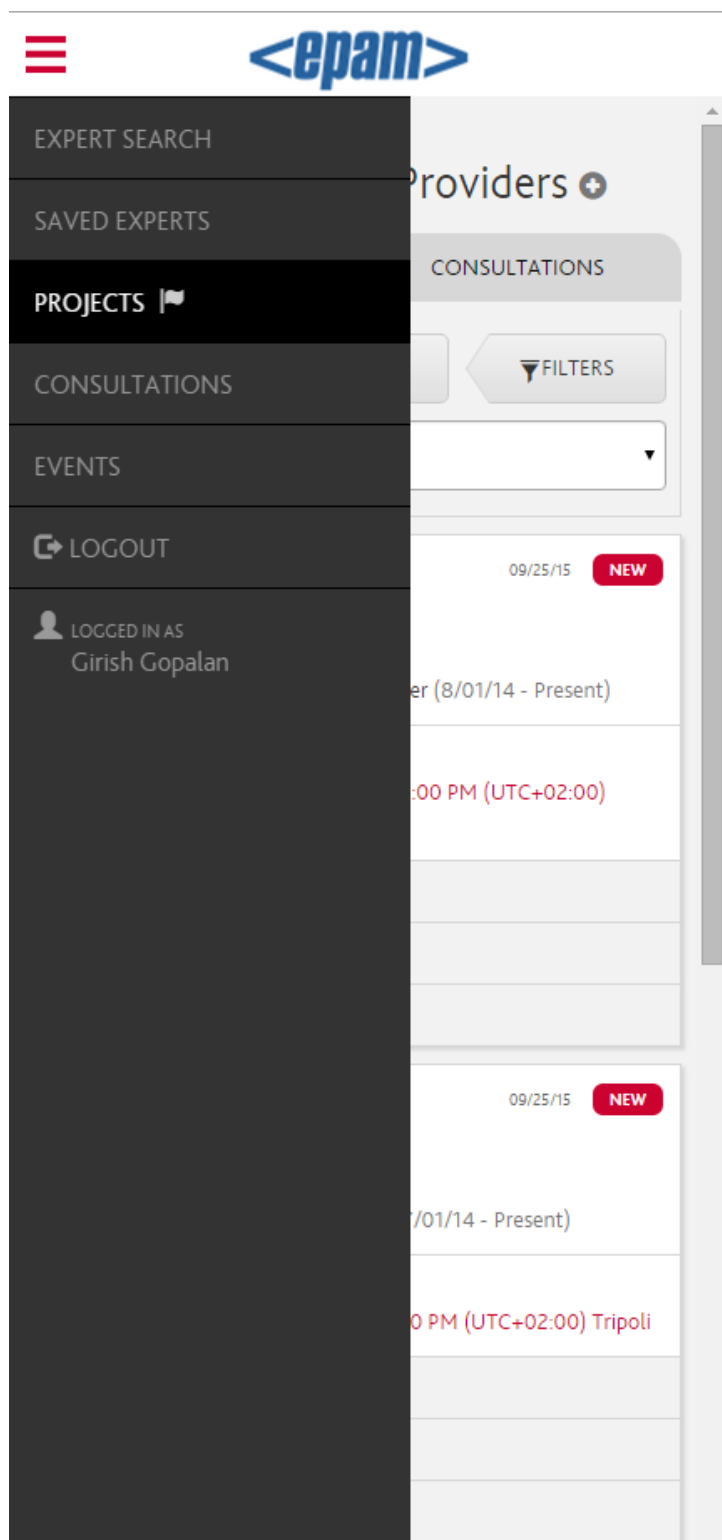 <epam>
EXPERT SEARCH
SAVED EXPERTS
PROJECTS
CONSULTATIONS
EVENTS
LOGOUT
LOGGED IN AS
Girish Gopalan
Providers
CONSULTATIONS
FILTERS
09/25/15 NEW
er (8/01/14 - Present)
:00 PM (UTC+02:00)
09/25/15 NEW
/01/14 - Present)
0 PM (UTC+02:00) Tripoli